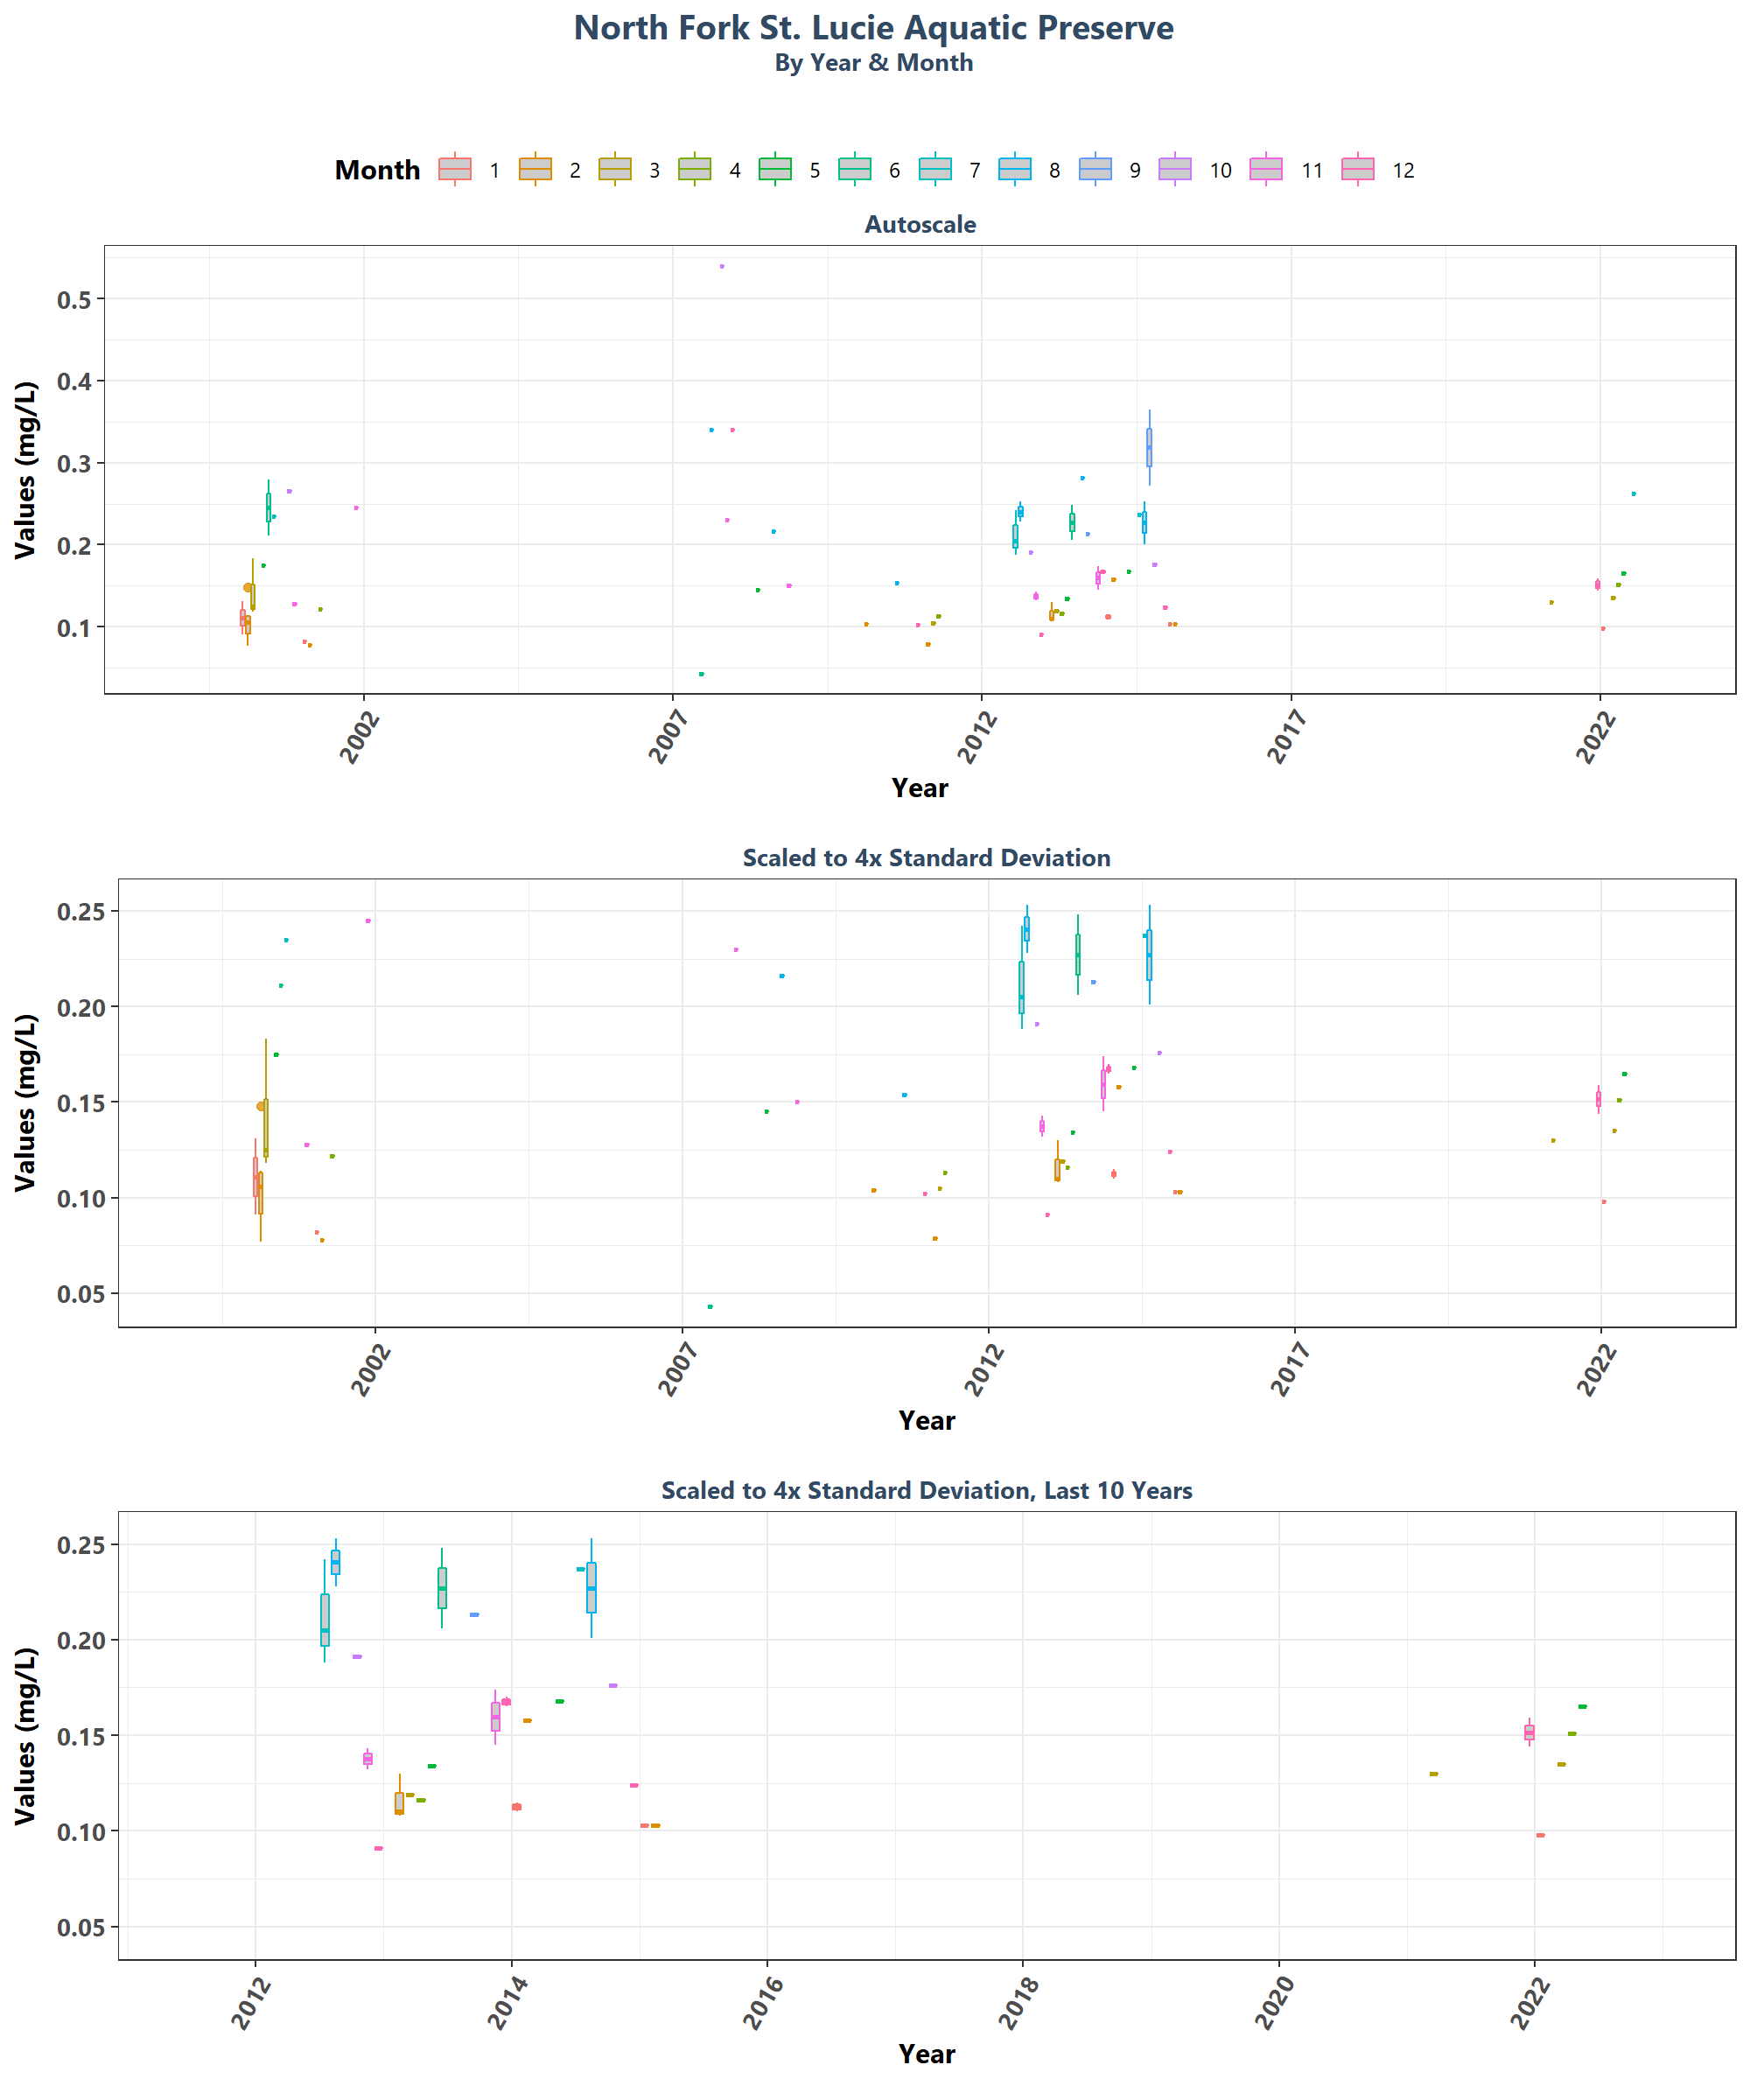 North Fork St. Lucie Aquatic Preserve
By Year & Month
Month 1 2 3 4 5 6 7 8 9 10 11 12
Autoscale
Values (mg/L)
0.5
0.4
0.3
0.2
0.1
2002 2007 2012 2017 2022
Year
Scaled to 4x Standard Deviation
Values (mg/L)
0.25
0.20
0.15
0.10
0.05
2002 2007 2012 2017 2022
Year
Scaled to 4x Standard Deviation, Last 10 Years
Values (mg/L)
0.25
0.20
0.15
0.10
0.05
2012 2014 2016 2018 2020 2022
Year